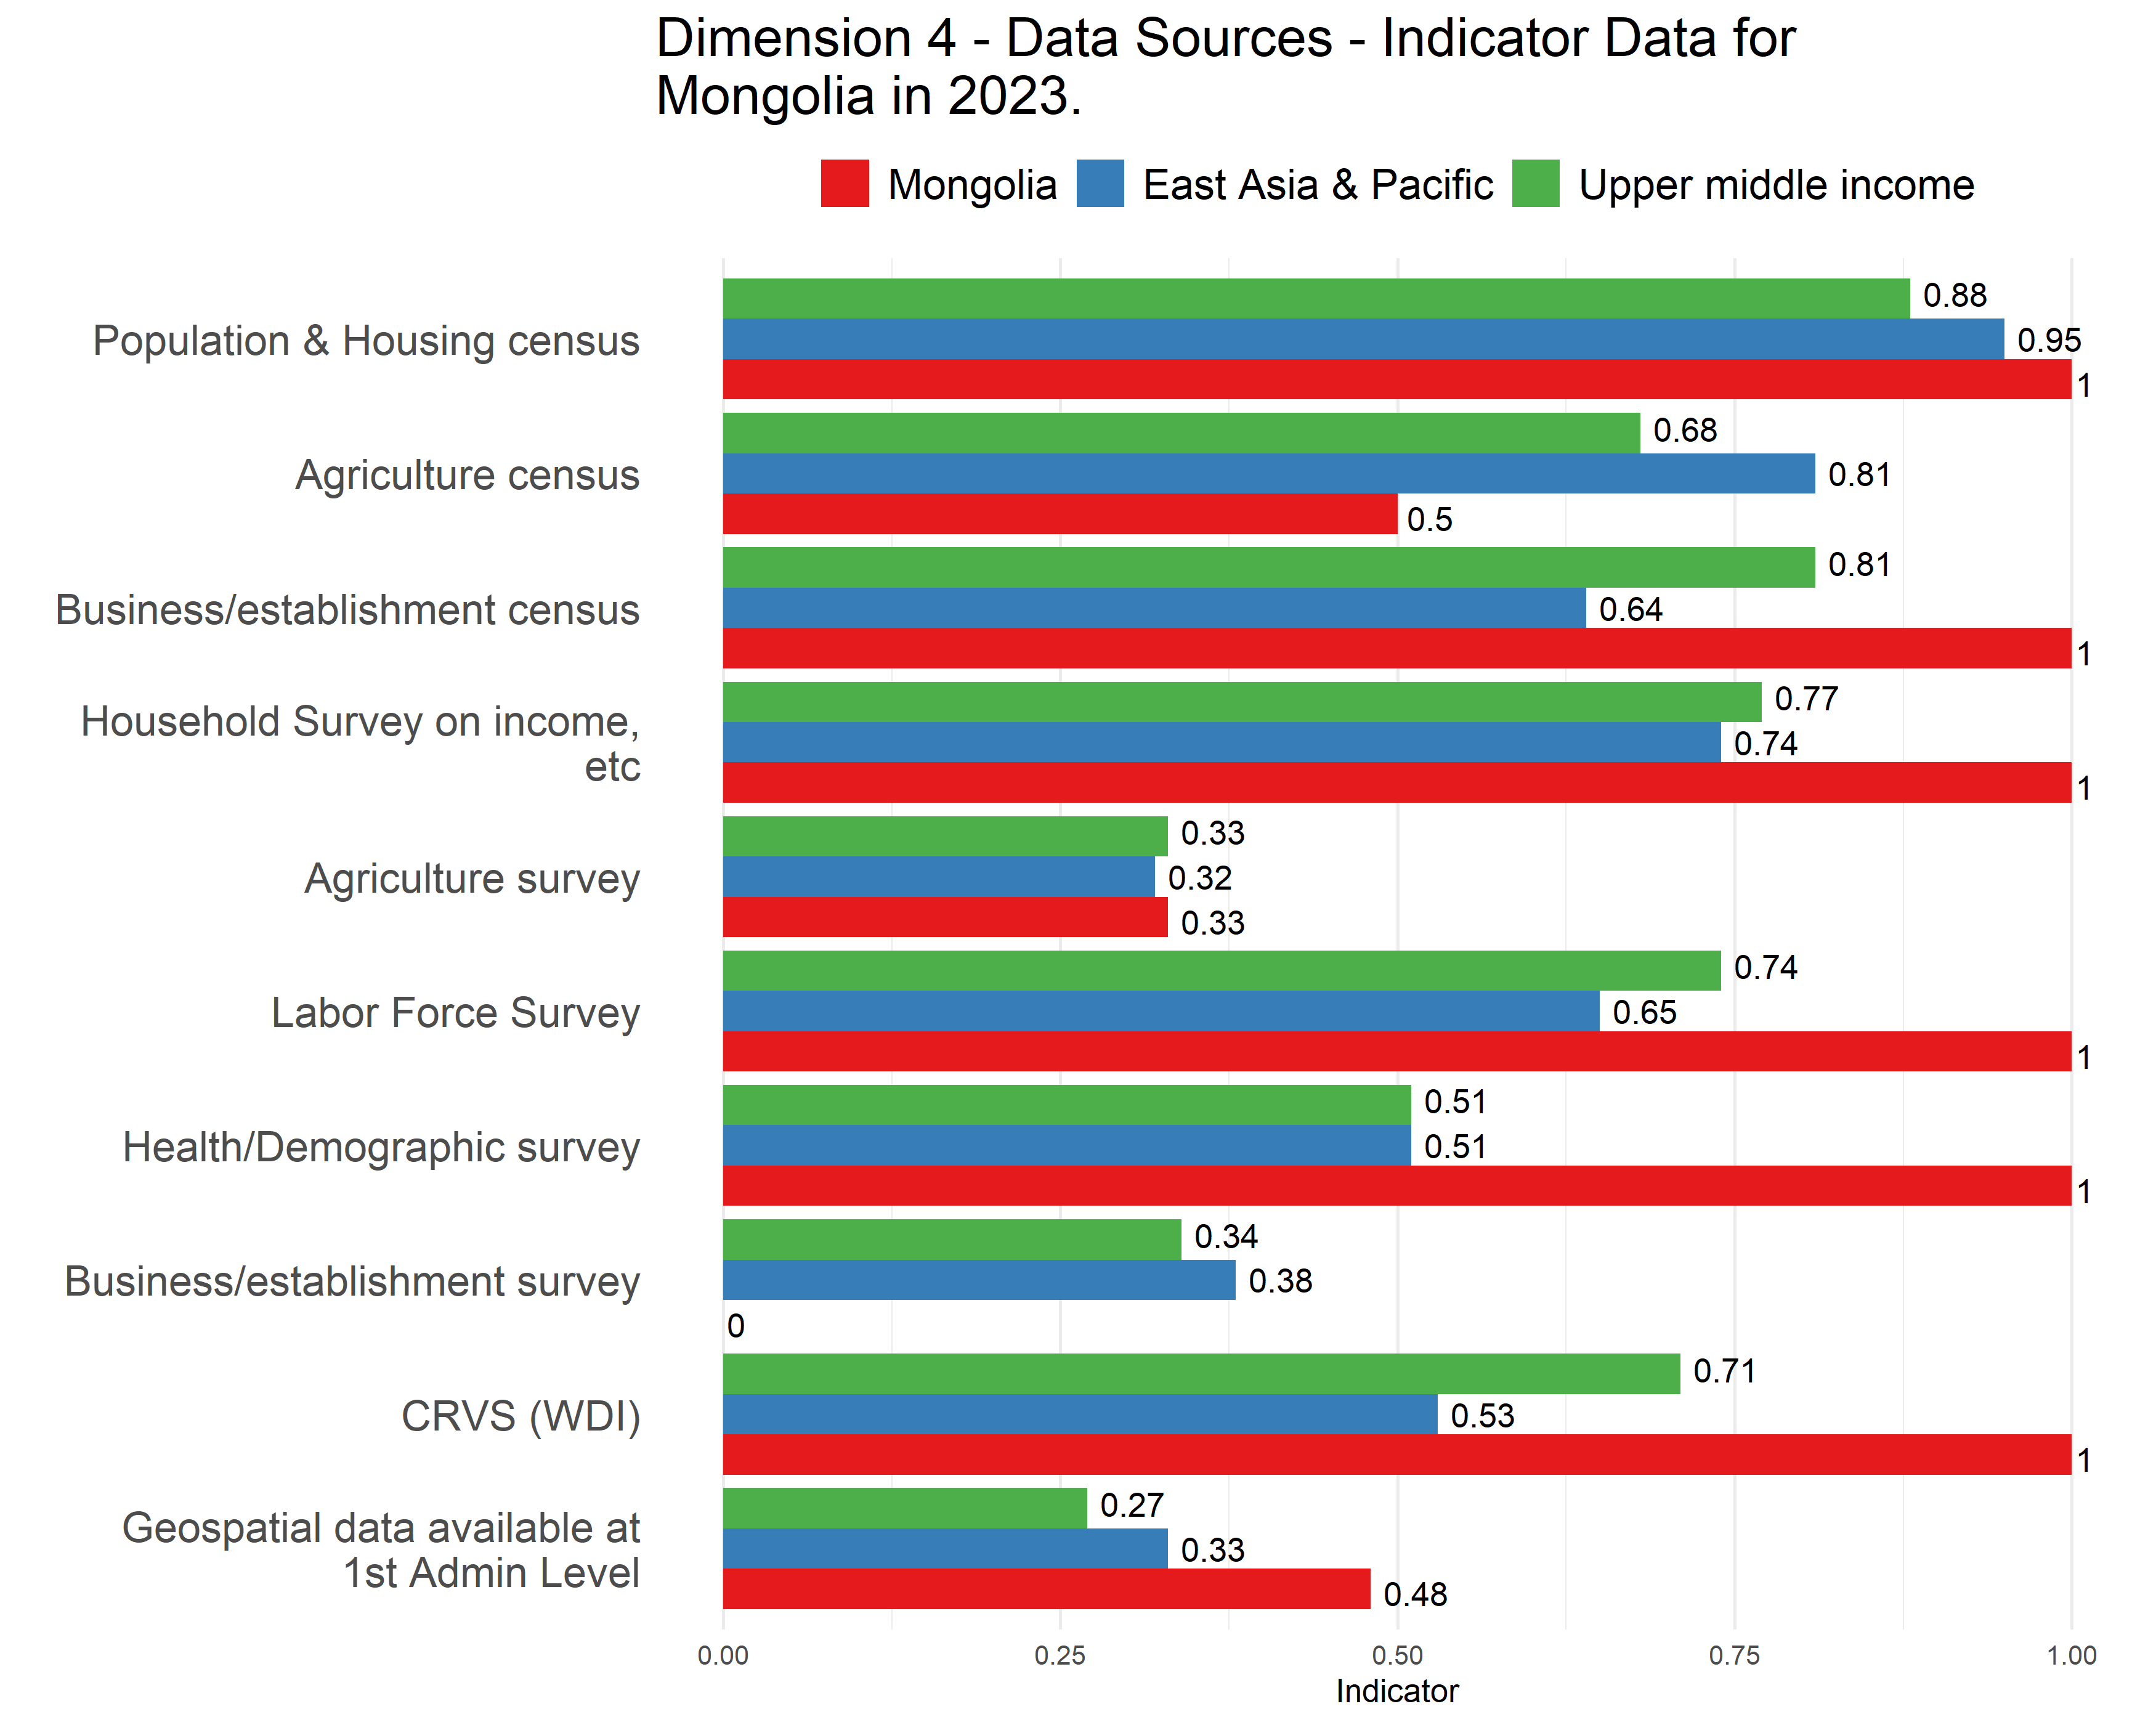 Dimension 4 - Data Sources - Indicator Data for
Mongolia in 2023.
Mongolia
East Asia & Pacific
Upper middle income
Population & Housing census
0.88
0.95
1
Agriculture census
0.68
0.81
0.5
Business/establishment census
0.81
0.64
1
Household Survey on income,
etc
0.77
0.74
1
Agriculture survey
0.33
0.32
0.33
Labor Force Survey
0.74
0.65
1
Health/Demographic survey
0.51
0.51
1
Business/establishment survey
0.34
0.38
0
CRVS (WDI)
0.71
0.53
1
Geospatial data available at
1st Admin Level
0.27
0.33
0.48
0.00
0.25
0.50
0.75
1.00
Indicator